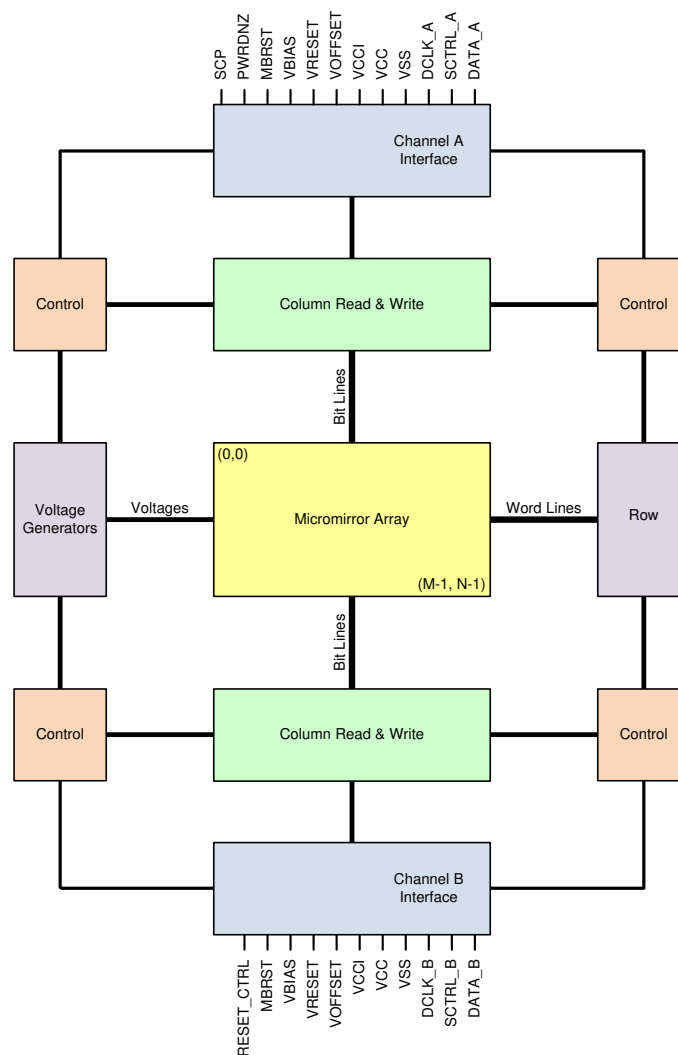 SCP
PWRDNZ
MBRST
VBIAS
VRESET
VOFFSET
VCCI
VCC
VSS
DCLK_A
SCTRL_A
DATA_A
Channel A
Interface
Control
Column Read & Write
Control
Bit Lines
(0,0)
Voltage
Generators
Voltages
Micromirror Array
Word Lines
Row
(M-1, N-1)
Bit Lines
Control
Column Read & Write
Control
Channel B
Interface
RESET_CTRL
MBRST
VBIAS
VRESET
VOFFSET
VCCI
VCC
VSS
DCLK_B
SCTRL_B
DATA_B